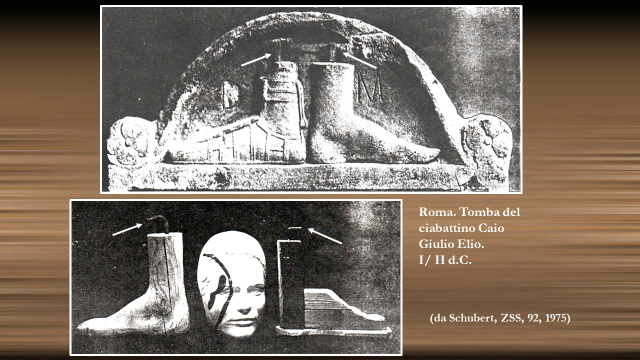 D M
Roma. Tomba del
ciabattino Caio
Giulio Elio.
I/ II d.C.
(da Schubert, ZSS, 92, 1975)